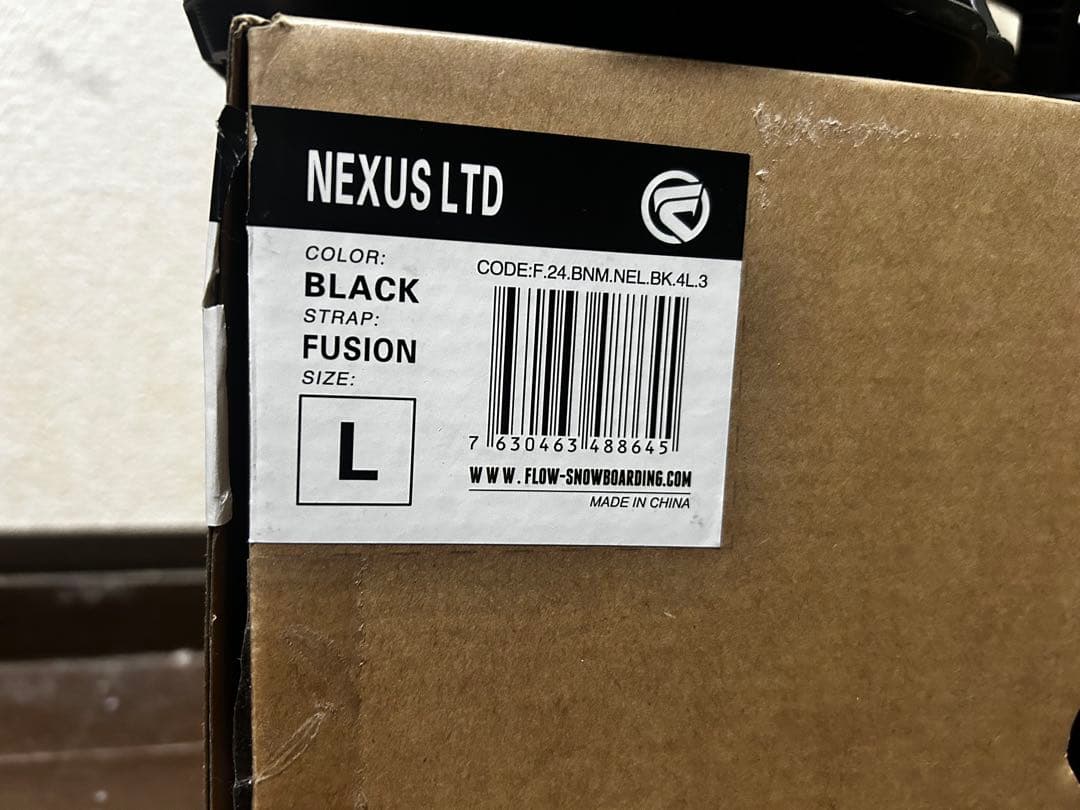 NEXUS LTD
COLOR:
BLACK
STRAP:
FUSION
SIZE:
L
CODE:F.24.BNM.NEL.BK.4L.3
7 630463 488645
WWW.FLOW-SNOWBOARDING.COM
MADE IN CHINA